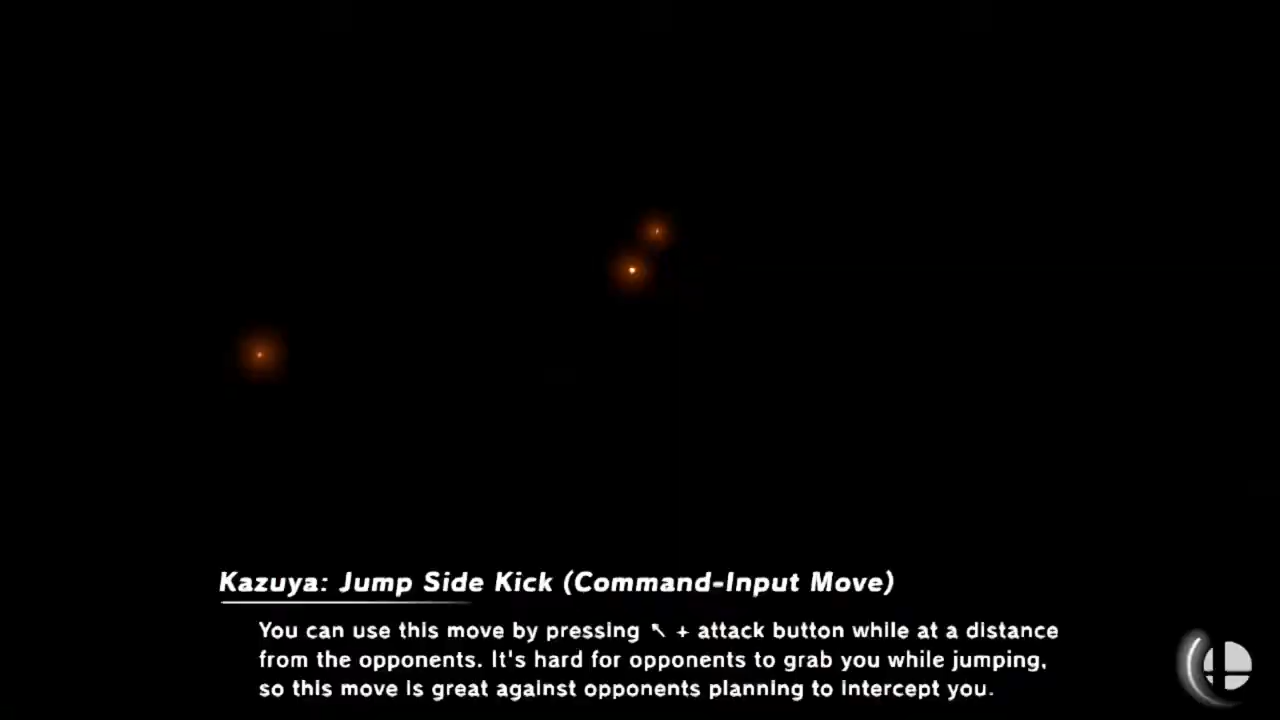 Kazuya: Jump Side Kick (Command-Input Move)
You can use this move by pressing ↖ + attack button while at a distance
from the opponents. It's hard for opponents to grab you while jumping,
so this move is great against opponents planning to intercept you.